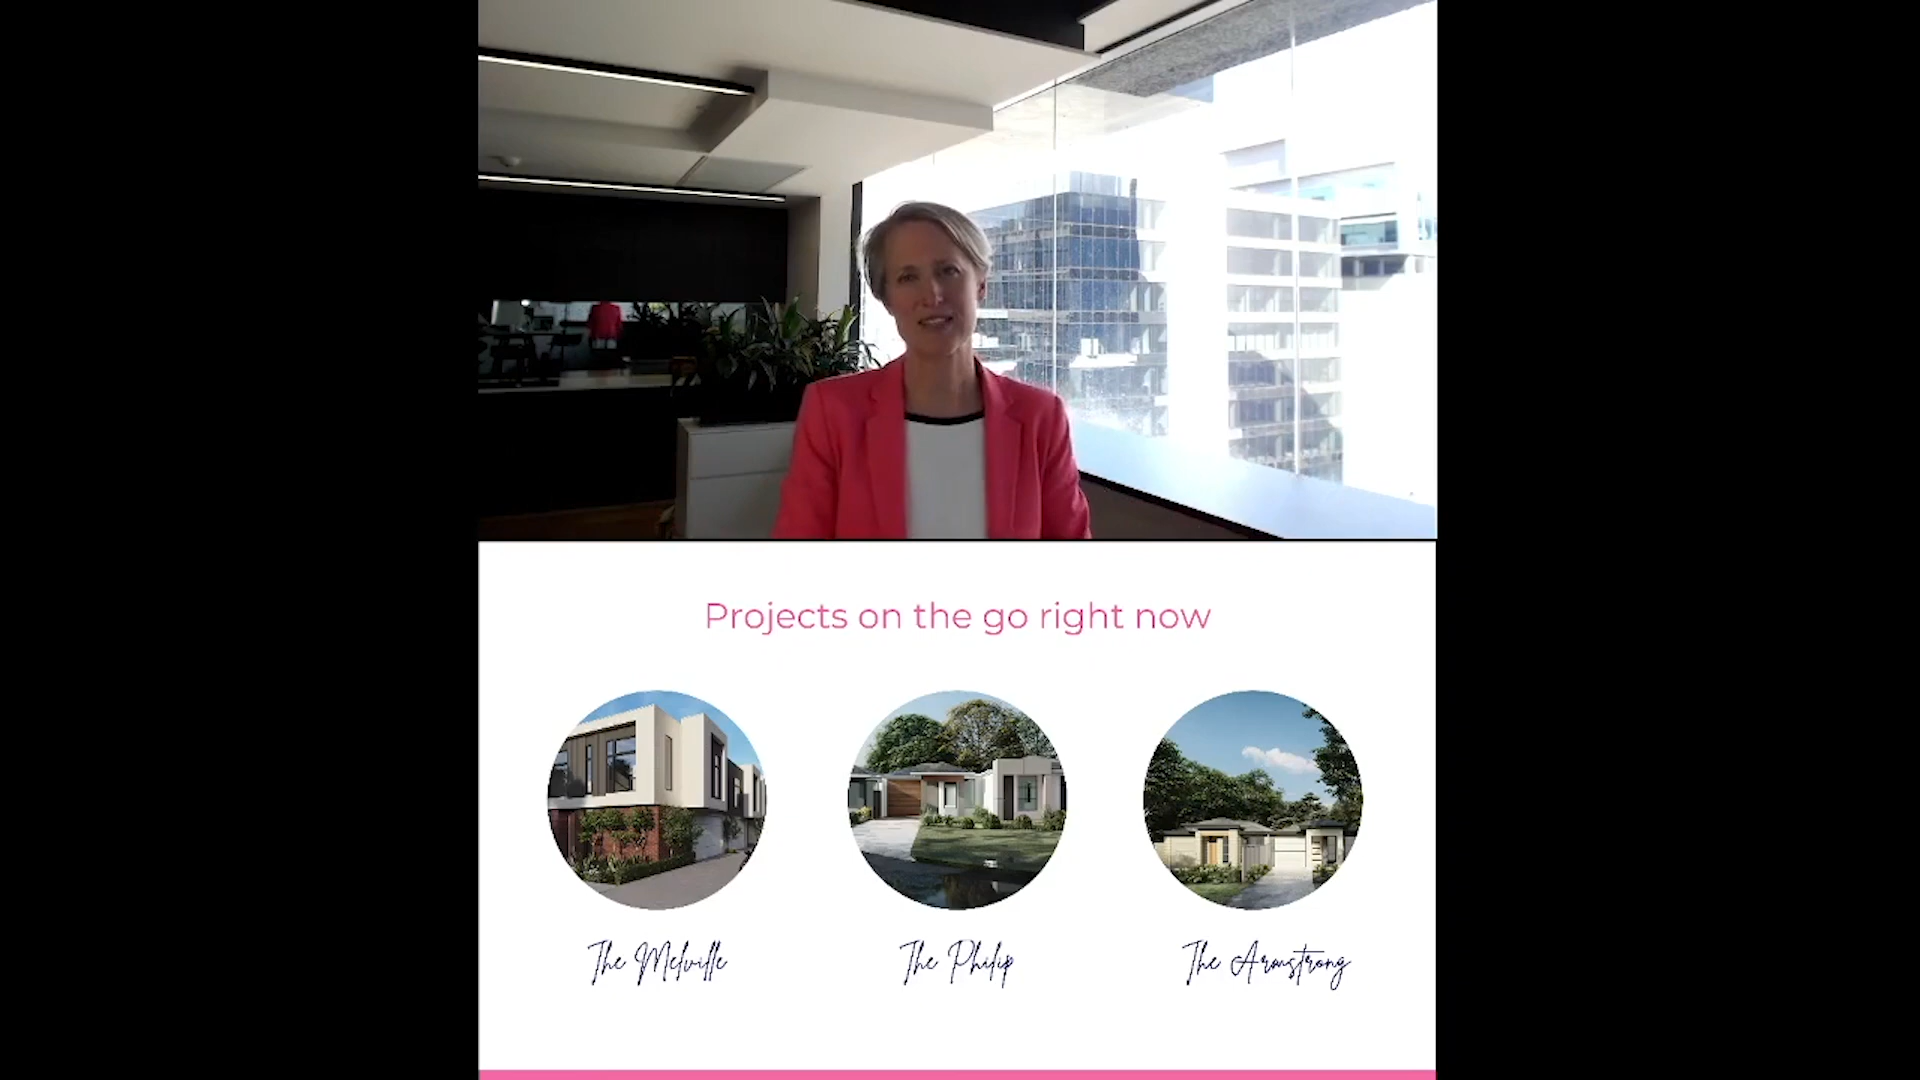 Projects on the go right now
The Melville
The Philip
The Armstrong